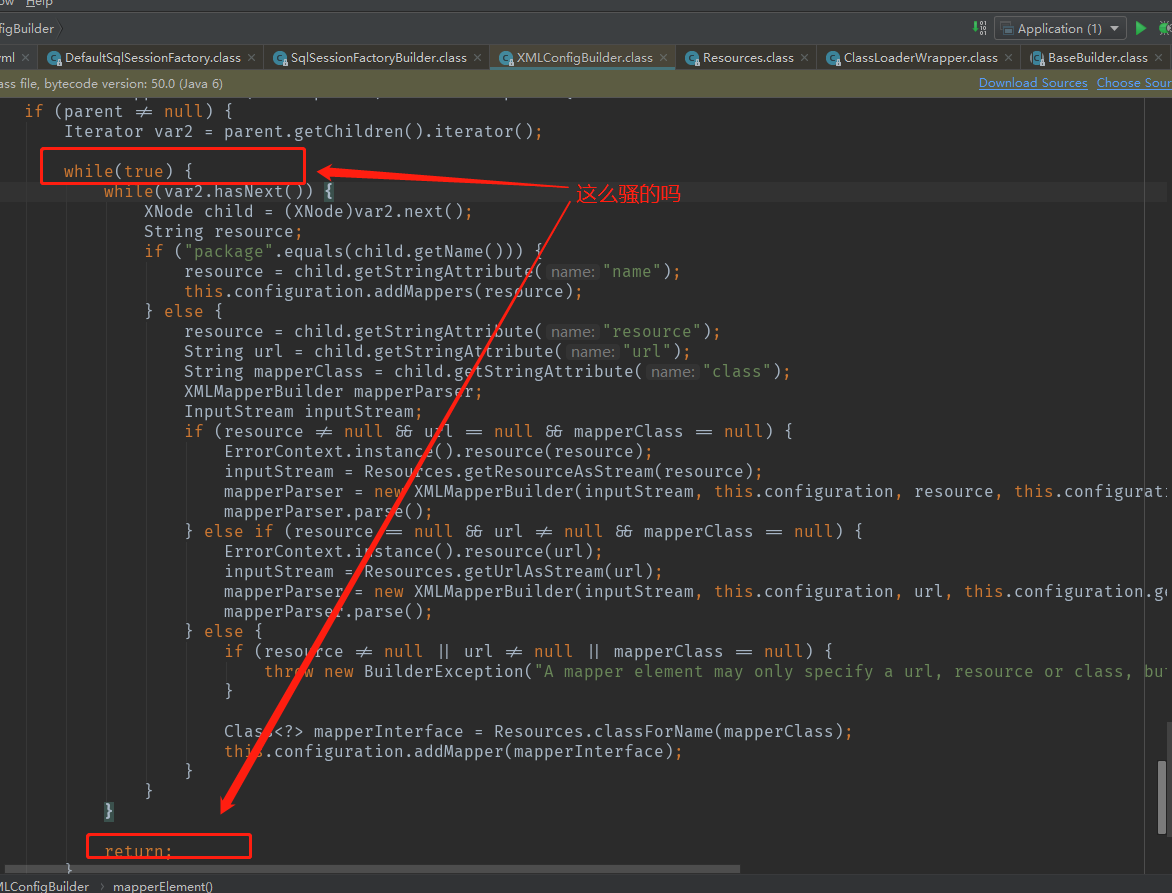 Help
figBuilder
Application (1)
yml
DefaultSqlSessionFactory.class
SqlSessionFactoryBuilder.class
XMLConfigBuilder.class
Resources.class
ClassLoaderWrapper.class
BaseBuilder.class
ass file, bytecode version: 50.0 (Java 6)
Download Sources
Choose Sour
if (parent ≠ null) {
Iterator var2 = parent.getChildren().iterator();
while(true) {
这么骚的吗
while(var2.hasNext()) {
XNode child = (XNode)var2.next();
String resource;
if ("package".equals(child.getName())) {
resource = child.getStringAttribute( name: "name");
this.configuration.addMappers(resource);
} else {
resource = child.getStringAttribute( name: "resource");
String url = child.getStringAttribute( name: "url");
String mapperClass = child.getStringAttribute( name: "class");
XMLMapperBuilder mapperParser;
InputStream inputStream;
if (resource ≠ null && url == null && mapperClass == null) {
ErrorContext.instance().resource(resource);
inputStream = Resources.getResourceAsStream(resource);
mapperParser = new XMLMapperBuilder(inputStream, this.configuration, resource, this.configurati
mapperParser.parse();
} else if (resource == null && url ≠ null && mapperClass == null) {
ErrorContext.instance().resource(url);
inputStream = Resources.getUrlAsStream(url);
mapperParser = new XMLMapperBuilder(inputStream, this.configuration, url, this.configuration.ge
mapperParser.parse();
} else {
if (resource ≠ null || url ≠ null || mapperClass == null) {
throw new BuilderException("A mapper element may only specify a url, resource or class, bu
}
Class<?> mapperInterface = Resources.classForName(mapperClass);
this.configuration.addMapper(mapperInterface);
}
}
}
return;
}
MLConfigBuilder › mapperElement()